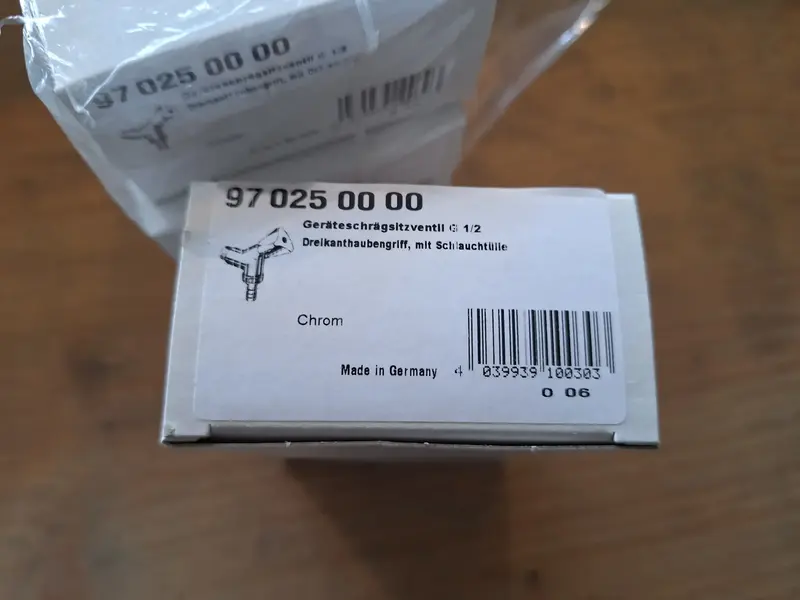 97 025 00 00
97 025 00 00
Geräteschrägsitzventil G 1/2
Dreikanthaubengriff, mit Schlauchtülle
Chrom
Made in Germany
4 039939 100303
0 06